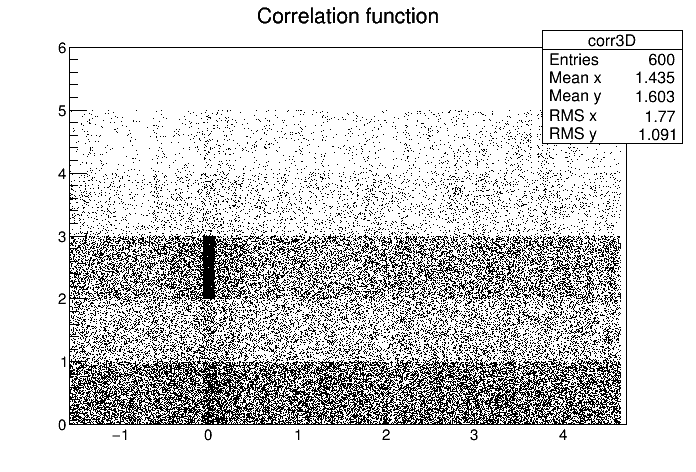 Correlation function
corr3D
Entries 600
Mean x 1.435
Mean y 1.603
RMS x 1.77
RMS y 1.091
6
5
4
3
2
1
0
−1 0 1 2 3 4